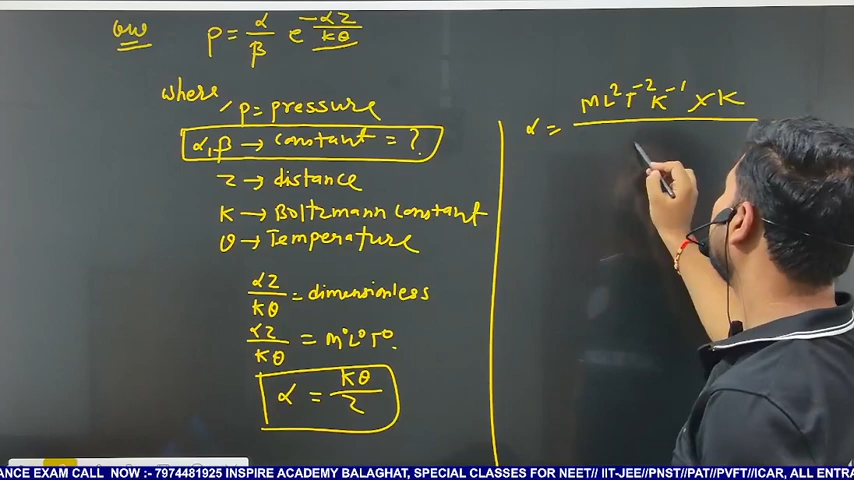 Que P = α/β e^(-αz/kθ)
where, P = pressure
α, β → constant = ?
z → distance
K → Boltzmann constant
θ → Temperature
αz/kθ = dimensionless
αz/kθ = M⁰L⁰T⁰.
α = kθ/z
α = ML²T⁻²K⁻¹ × K
ANCE EXAM CALL NOW :- 7974481925 INSPIRE ACADEMY BALAGHAT, SPECIAL CLASSES FOR NEET// IIT-JEE//PNST//PAT//PVFT//ICAR, ALL ENTRA